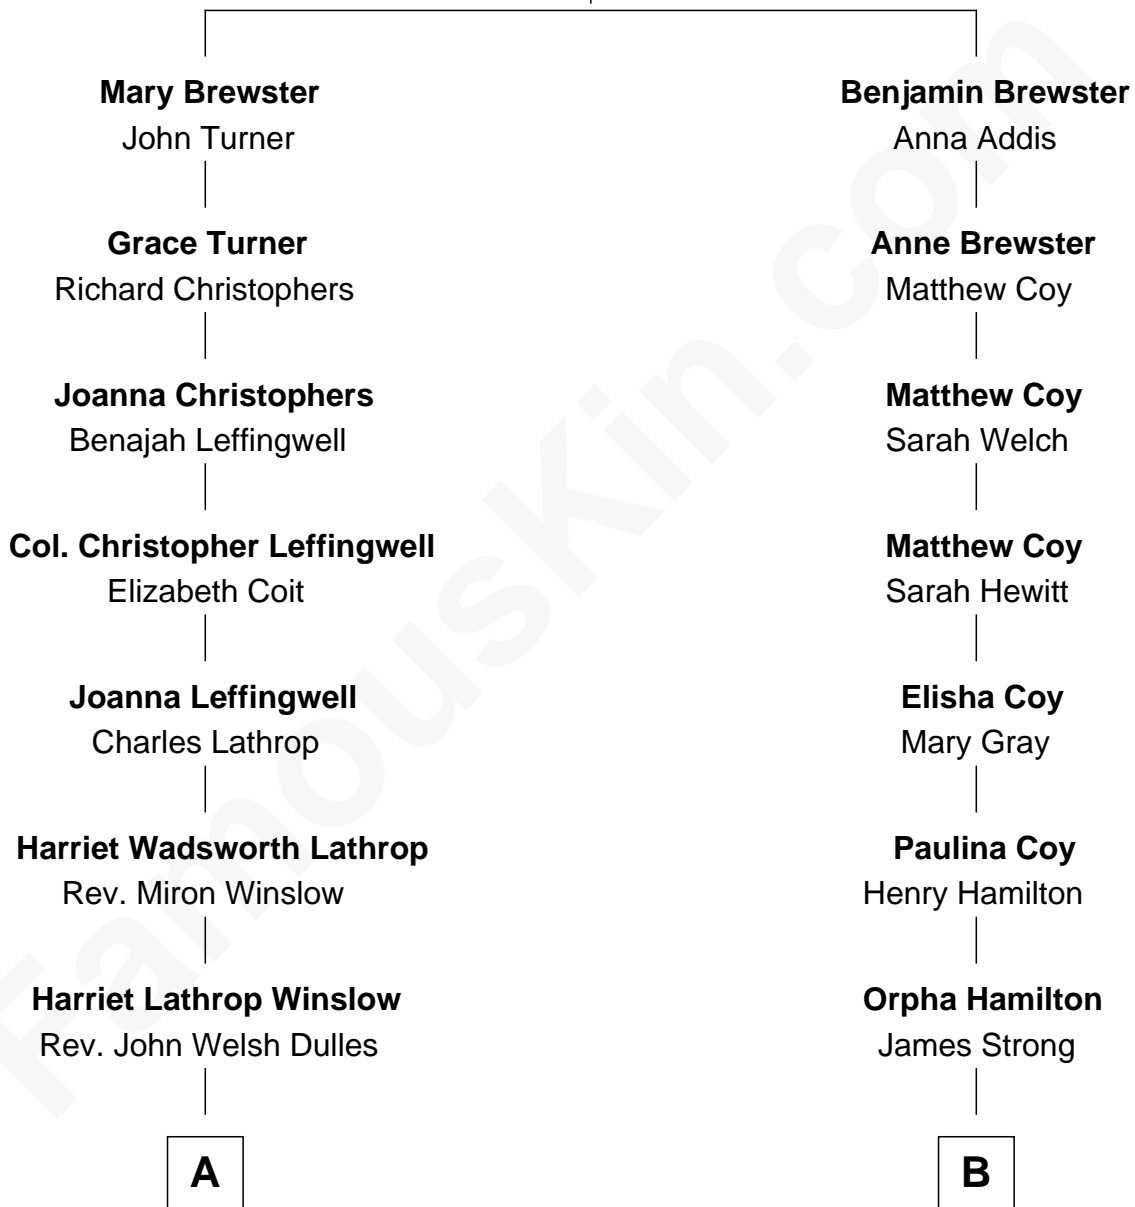 Mary Brewster
John Turner
Benjamin Brewster
Anna Addis
Grace Turner
Richard Christophers
Anne Brewster
Matthew Coy
Joanna Christophers
Benajah Leffingwell
Matthew Coy
Sarah Welch
Col. Christopher Leffingwell
Elizabeth Coit
Matthew Coy
Sarah Hewitt
Joanna Leffingwell
Charles Lathrop
Elisha Coy
Mary Gray
Harriet Wadsworth Lathrop
Rev. Miron Winslow
Paulina Coy
Henry Hamilton
Harriet Lathrop Winslow
Rev. John Welsh Dulles
Orpha Hamilton
James Strong
A
B
FamousKin.com